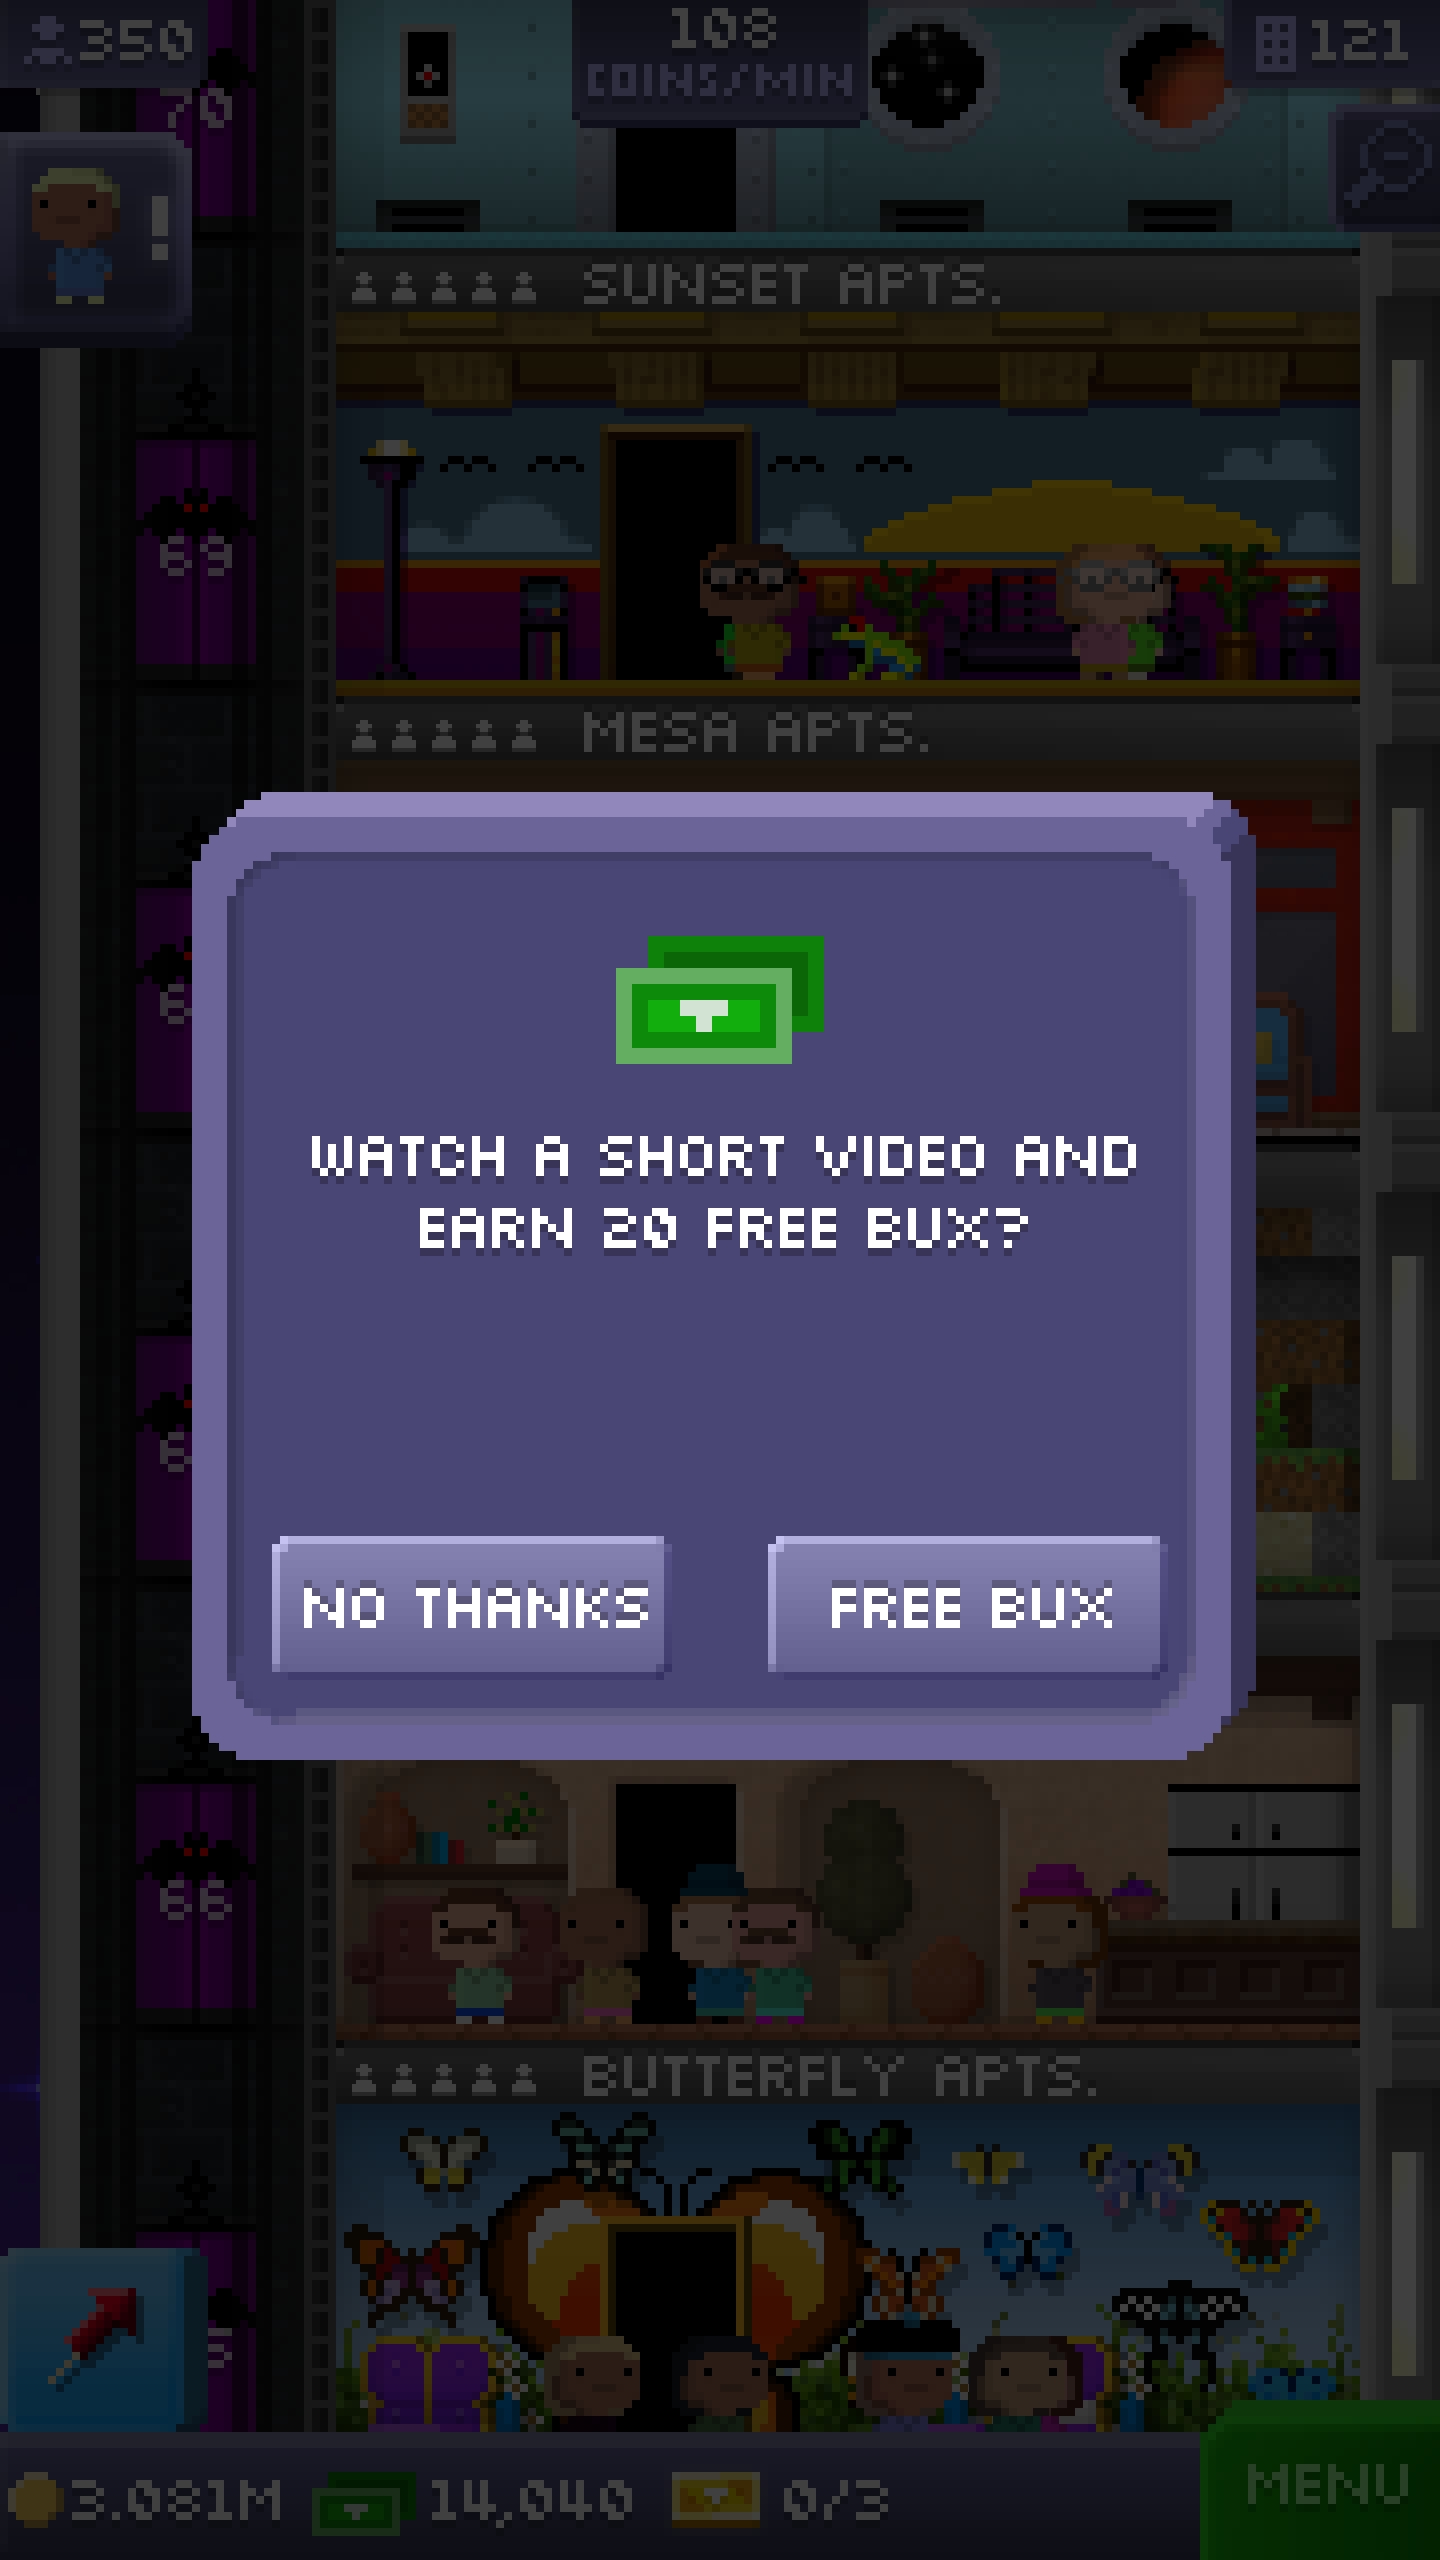 350
108
COINS/MIN
121
70
!
SUNSET APTS.
69
MESA APTS.
WATCH A SHORT VIDEO AND
EARN 20 FREE BUX?
NO THANKS
FREE BUX
66
BUTTERFLY APTS.
3.081M
14,040
0/3
MENU